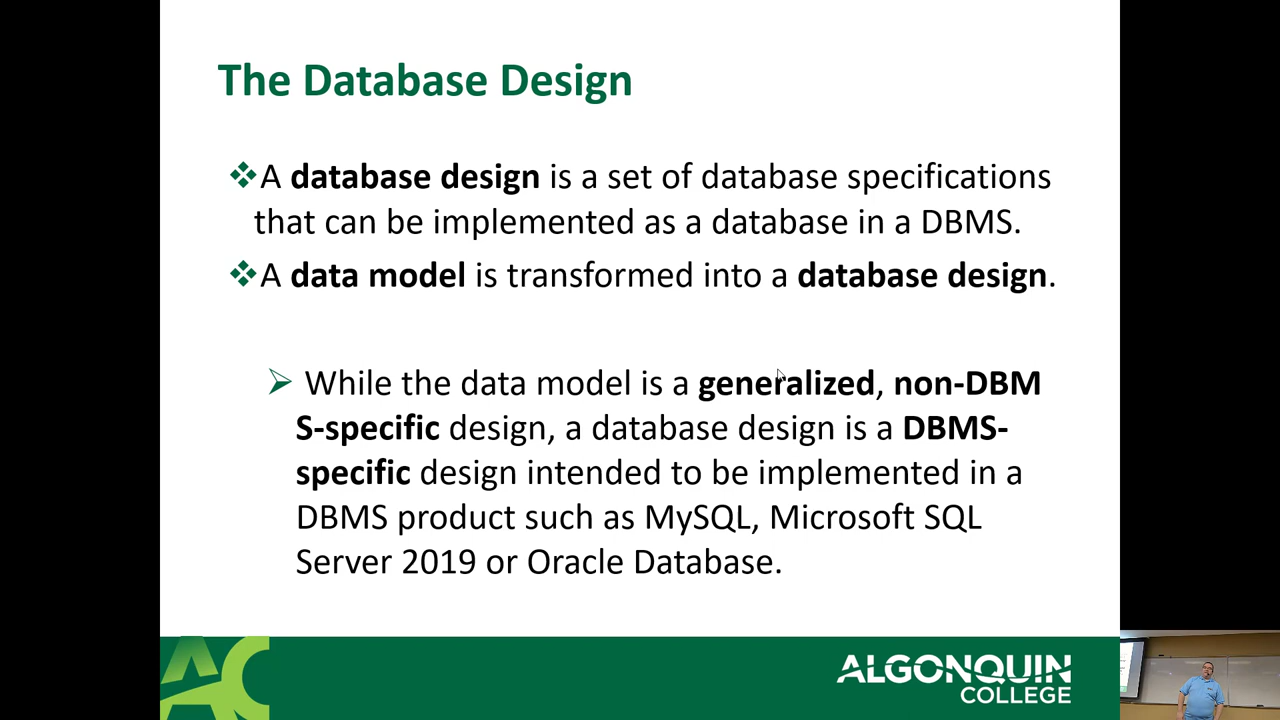 The Database Design
❖A database design is a set of database specifications
that can be implemented as a database in a DBMS.
❖A data model is transformed into a database design.
➢ While the data model is a generalized, non-DBM
S-specific design, a database design is a DBMS-
specific design intended to be implemented in a
DBMS product such as MySQL, Microsoft SQL
Server 2019 or Oracle Database.
AC
ALGONQUIN
COLLEGE